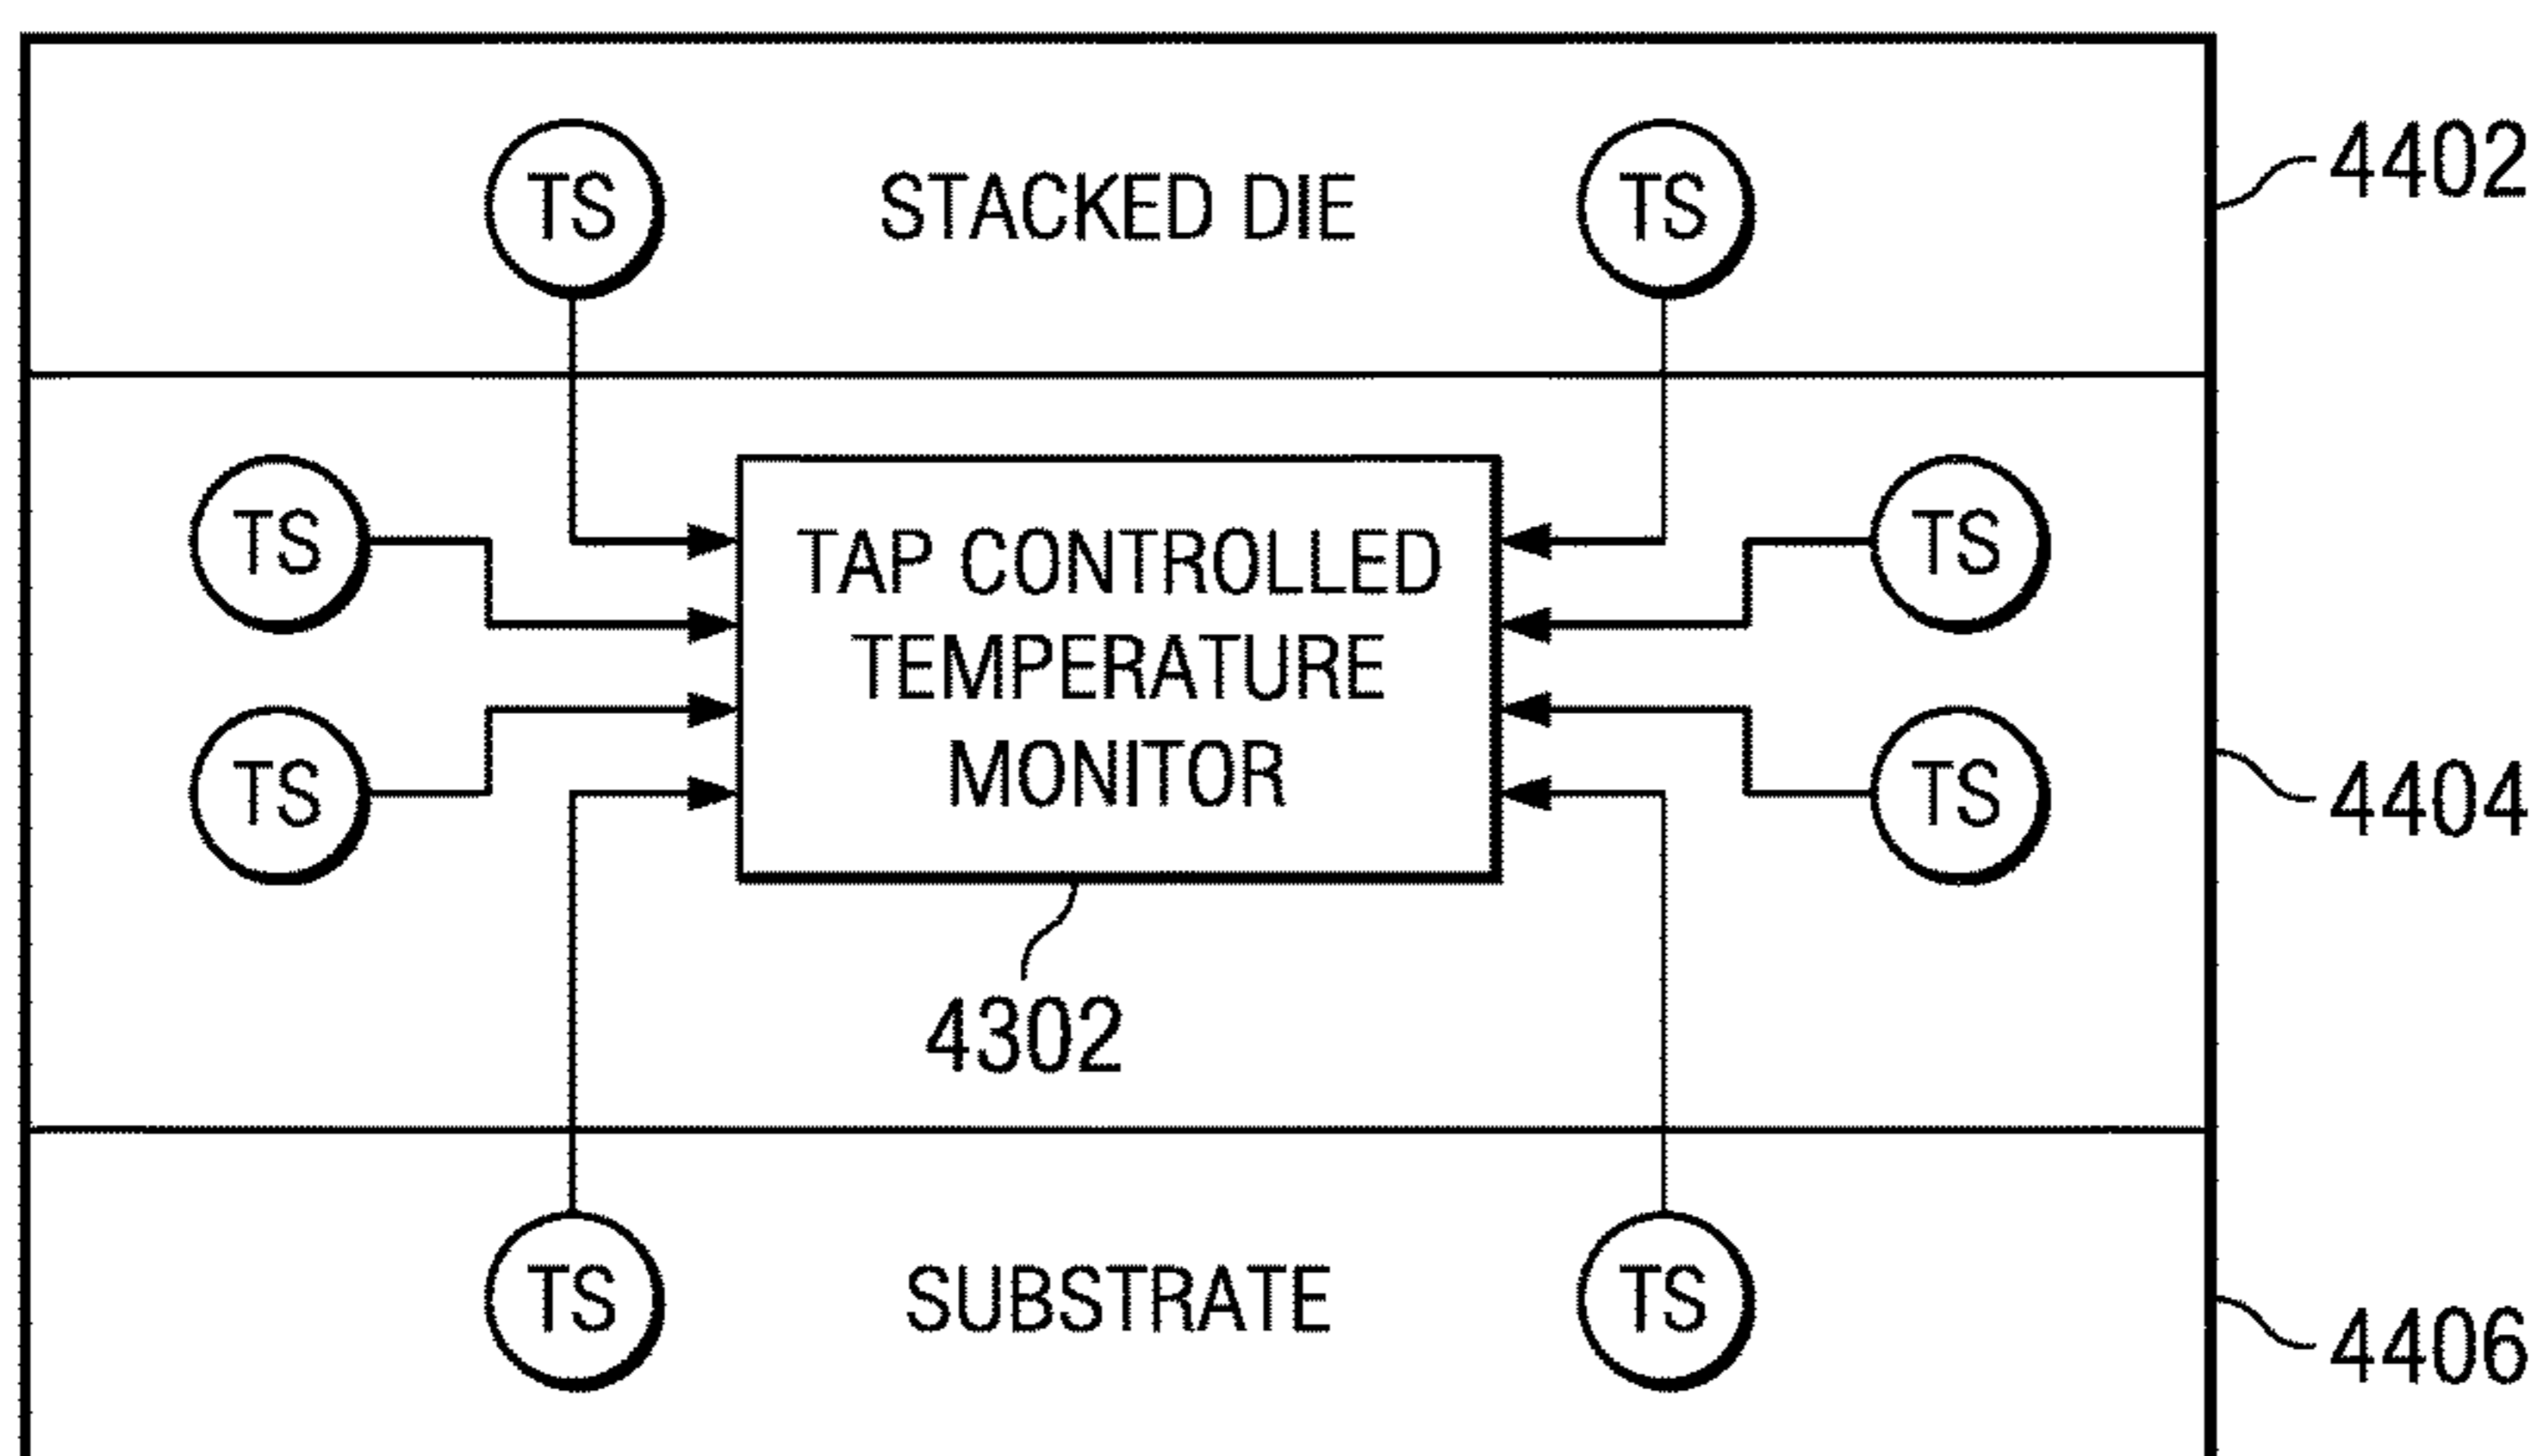 TS STACKED DIE TS
4402
TS TAP CONTROLLED TS
TEMPERATURE
TS MONITOR TS
4404
4302
TS SUBSTRATE TS
4406